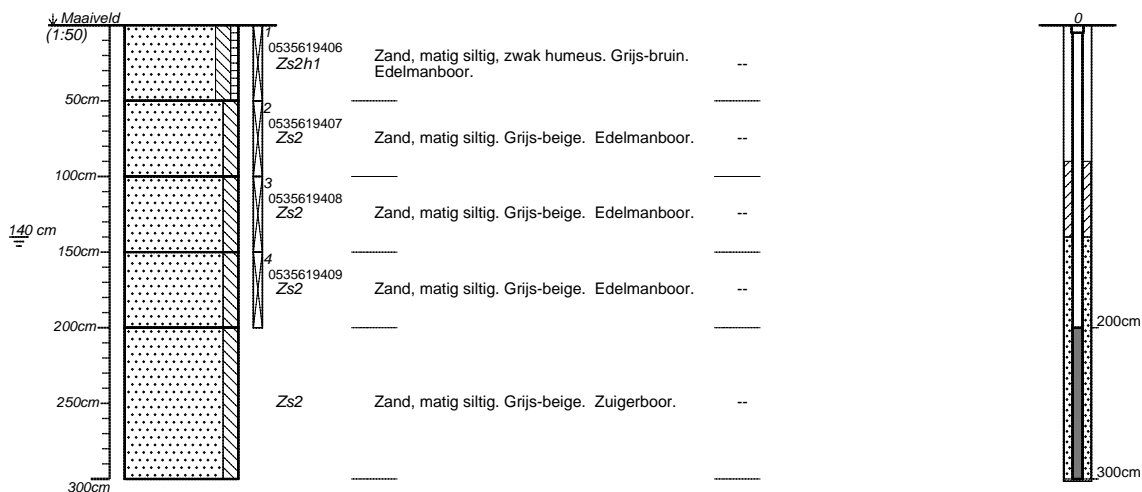 Maaiveld
0
(1:50)
1
0535619406
Zs2h1
Zand, matig siltig, zwak humeus. Grijs-bruin.
Edelmanboor.
--
50cm
2
0535619407
Zs2
Zand, matig siltig. Grijs-beige. Edelmanboor.
--
100cm
3
0535619408
Zs2
Zand, matig siltig. Grijs-beige. Edelmanboor.
--
140 cm
150cm
4
0535619409
Zs2
Zand, matig siltig. Grijs-beige. Edelmanboor.
--
200cm
200cm
250cm
Zs2
Zand, matig siltig. Grijs-beige. Zuigerboor.
--
300cm
300cm